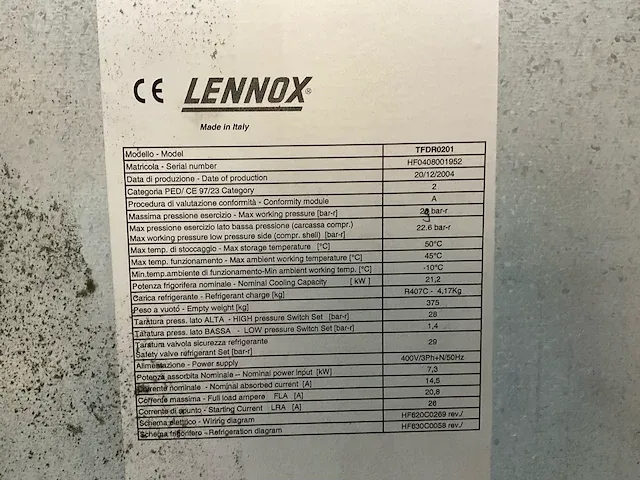 CE LENNOX®
Made in Italy
Modello - Model TFDR0201
Matricola - Serial number HF0408001952
Data di produzione - Date of production 20/12/2004
Categoria PED/ CE 97/23 Category 2
Procedura di valutazione conformità - Conformity module A
Massima pressione esercizio - Max working pressure [bar-r] bar-r
Max pressione esercizio lato bassa pressione (carcassa compr.)
Max working pressure low pressure side (compr. shell) [bar-r] 22.6 bar-r
Max temp. di stoccaggio - Max storage temperature [°C] 50°C
Max temp. funzionamento - Max ambient working temperature [°C] 45°C
Min.temp.ambiente di funzionamento-Min ambient working temp. [°C] -10°C
Potenza frigorifera nominale - Nominal Cooling Capacity [ kW ] 21,2
Carica refrigerante - Refrigerant charge [kg] R407C - 4,17Kg
Peso a vuoto - Empty weight [kg] 375
Taratura press. lato ALTA - HIGH pressure Switch Set [bar-r] 28
Taratura press. lato BASSA - LOW pressure Switch Set [bar-r] 1,4
Taratura valvola sicurezza refrigerante
Safety valve refrigerant Set [bar-r] 29
Alimentazione - Power supply 400V/3Ph+N/50Hz
Potenza assorbita Nominale - Nominal power input [kW] 7,3
Corrente nominale - Nominal absorbed current [A] 14,5
Corrente massima - Full load ampere FLA [A] 20,8
Corrente di spunto - Starting Current LRA [A] 26
Schema elettrico - Wiring diagram HF620C0269 rev./
Schema frigorifero - Refrigeration diagram HF630C0058 rev./